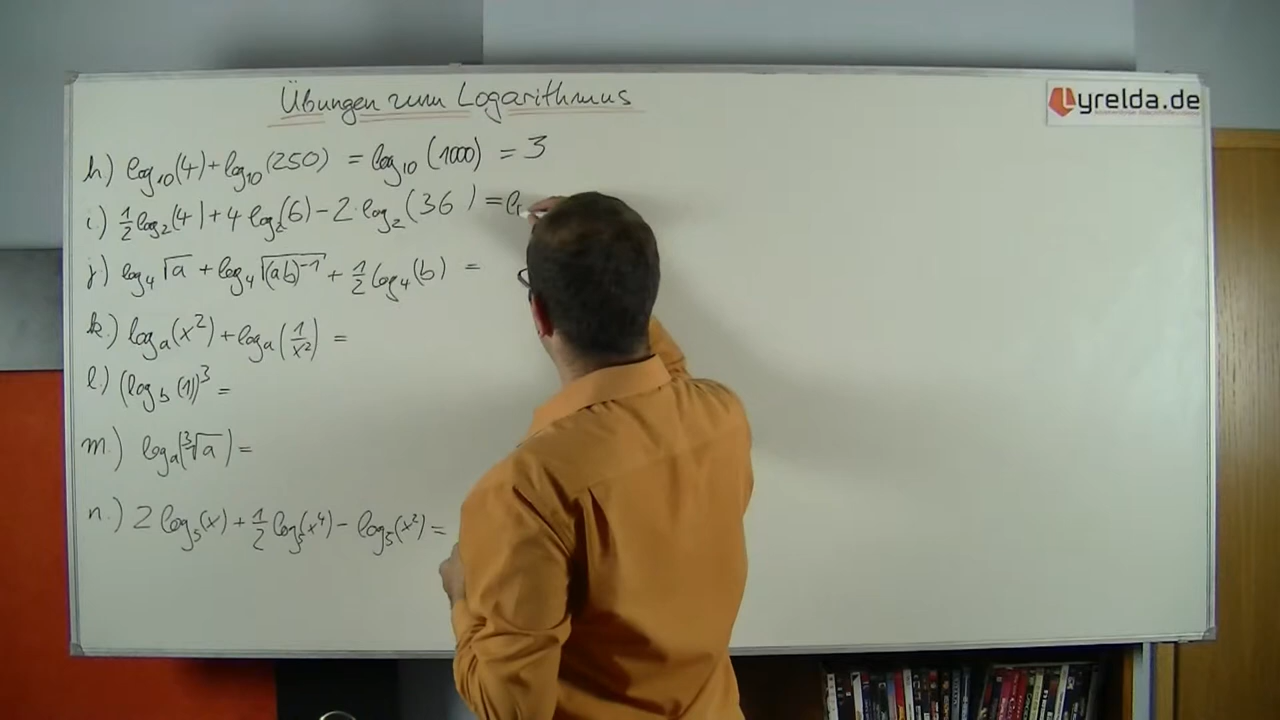 Übungen zum Logarithmus
Lyrelda.de
h.) log₁₀(4)+log₁₀(250) = log₁₀(1000) = 3
i.) 1/2 log₂(4)+4 log₂(6)-2·log₂(36) =
j.) log₄√a + log₄√((ab)⁻¹) + 1/2 log₄(b) =
k.) logₐ(x²)+logₐ(1/x²) =
l.) (log_b(1))³ =
m.) logₐ(∛a) =
n.) 2 log₅(x)+1/2 log₅(x⁴)-log₅(x²) =